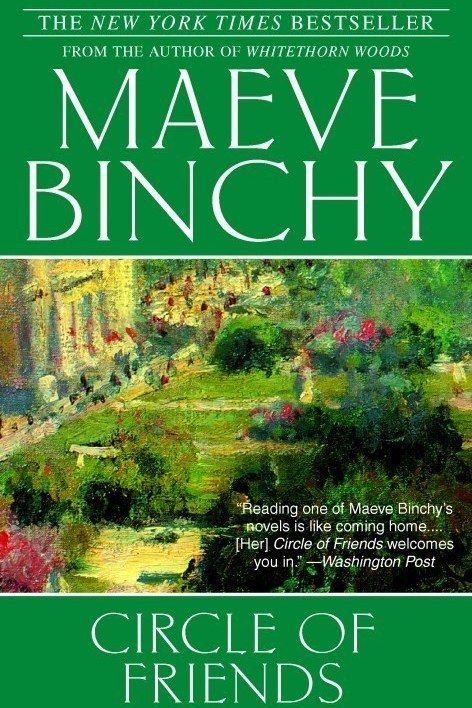 THE NEW YORK TIMES BESTSELLER
FROM THE AUTHOR OF WHITETHORN WOODS
MAEVE
BINCHY
“Reading one of Maeve Binchy’s
novels is like coming home....
[Her] Circle of Friends welcomes
you in.” —Washington Post
CIRCLE OF
FRIENDS